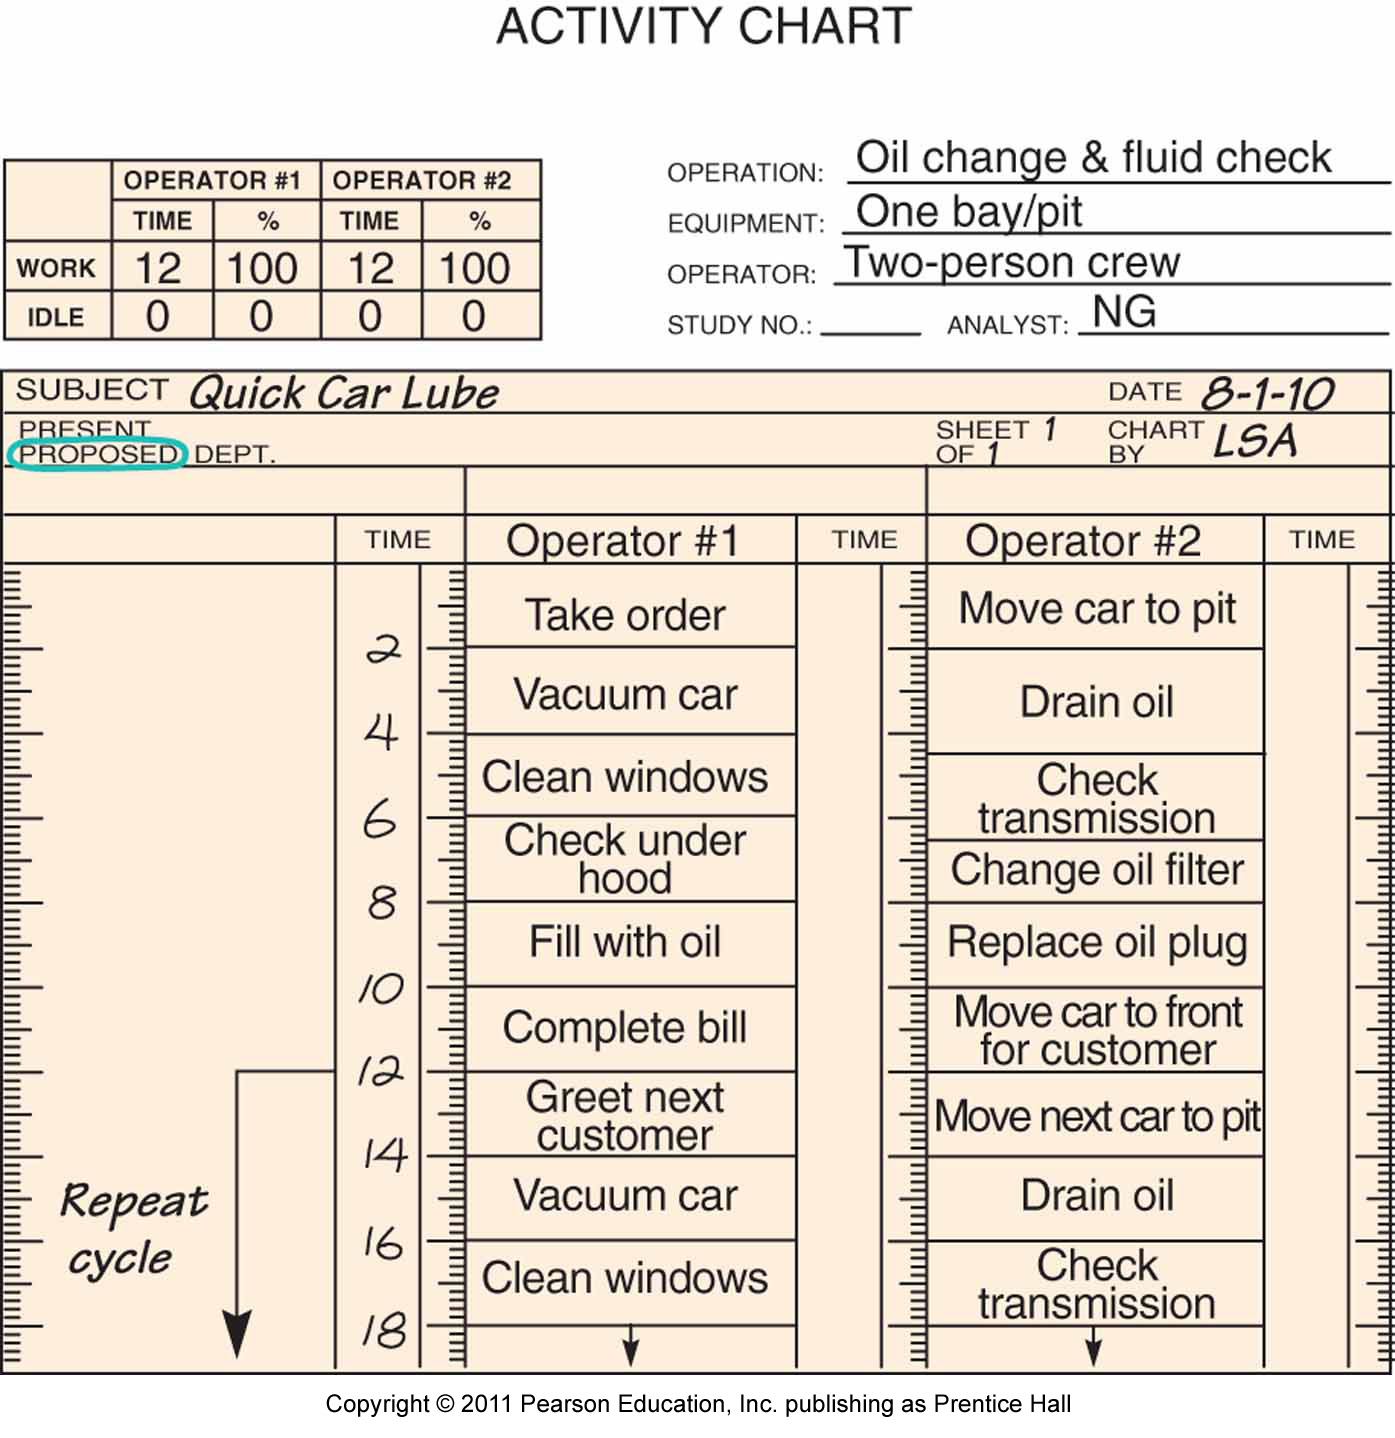 ACTIVITY CHART
OPERATOR #1 OPERATOR #2
TIME % TIME %
WORK 12 100 12 100
IDLE 0 0 0 0
OPERATION: Oil change & fluid check
EQUIPMENT: One bay/pit
OPERATOR: Two-person crew
STUDY NO.: ANALYST: NG
SUBJECT Quick Car Lube DATE 8-1-10
PRESENT
PROPOSED DEPT.
SHEET 1
OF 1
CHART
BY LSA
TIME Operator #1 TIME Operator #2 TIME
Take order Move car to pit
2
Vacuum car Drain oil
4
Clean windows Check
transmission
6
Check under
hood
Change oil filter
8
Fill with oil Replace oil plug
10
Complete bill Move car to front
for customer
12
Greet next
customer
Move next car to pit
14
Repeat
cycle
Vacuum car Drain oil
16
Clean windows Check
transmission
18
Copyright © 2011 Pearson Education, Inc. publishing as Prentice Hall